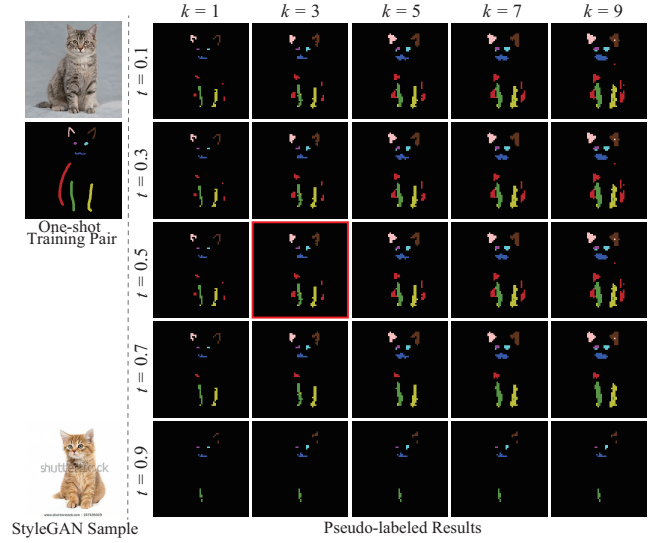 k = 1
k = 3
k = 5
k = 7
k = 9
t = 0.1
t = 0.3
t = 0.5
t = 0.7
t = 0.9
One-shot
Training Pair
StyleGAN Sample
Pseudo-labeled Results